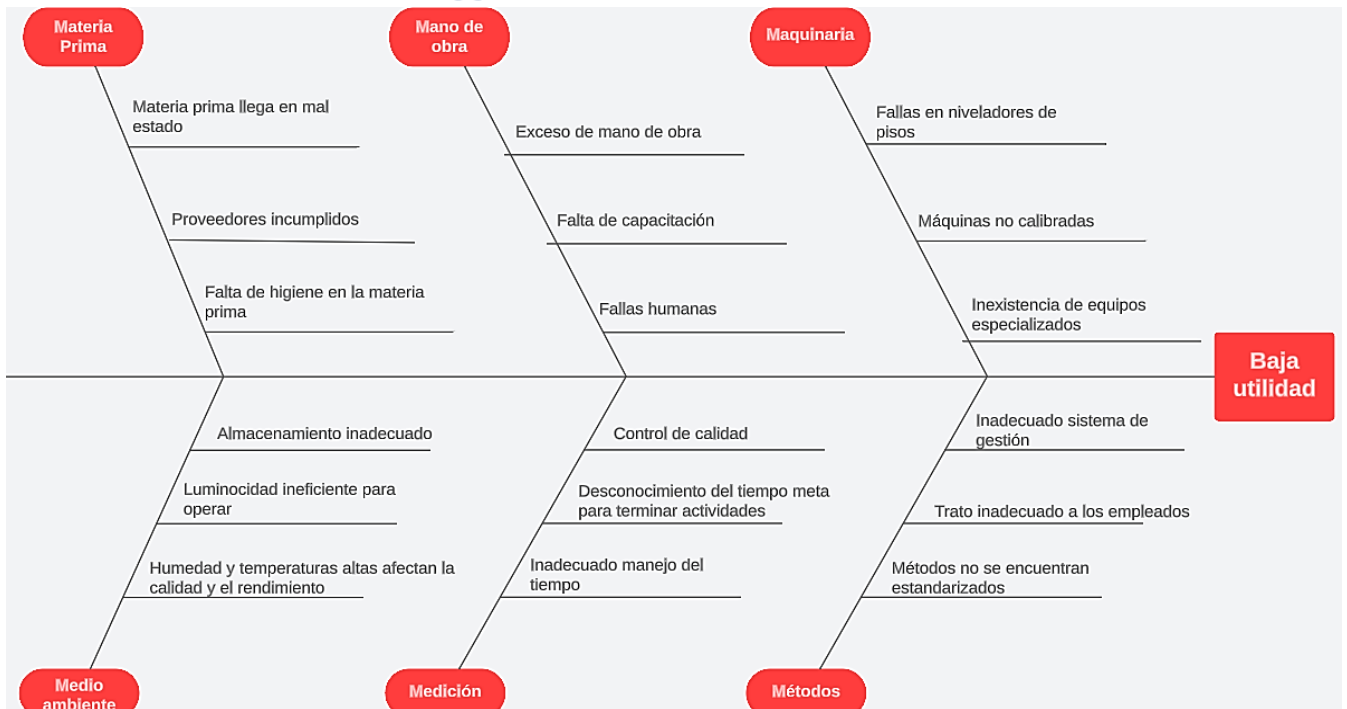 Materia
Prima
Mano de
obra
Maquinaria
Materia prima llega en mal
estado
Proveedores incumplidos
Falta de higiene en la materia
prima
Exceso de mano de obra
Falta de capacitación
Fallas humanas
Fallas en niveladores de
pisos
Máquinas no calibradas
Inexistencia de equipos
especializados
Baja
utilidad
Almacenamiento inadecuado
Luminocidad ineficiente para
operar
Humedad y temperaturas altas afectan la
calidad y el rendimiento
Control de calidad
Desconocimiento del tiempo meta
para terminar actividades
Inadecuado manejo del
tiempo
Inadecuado sistema de
gestión
Trato inadecuado a los empleados
Métodos no se encuentran
estandarizados
Medio
ambiente
Medición
Métodos